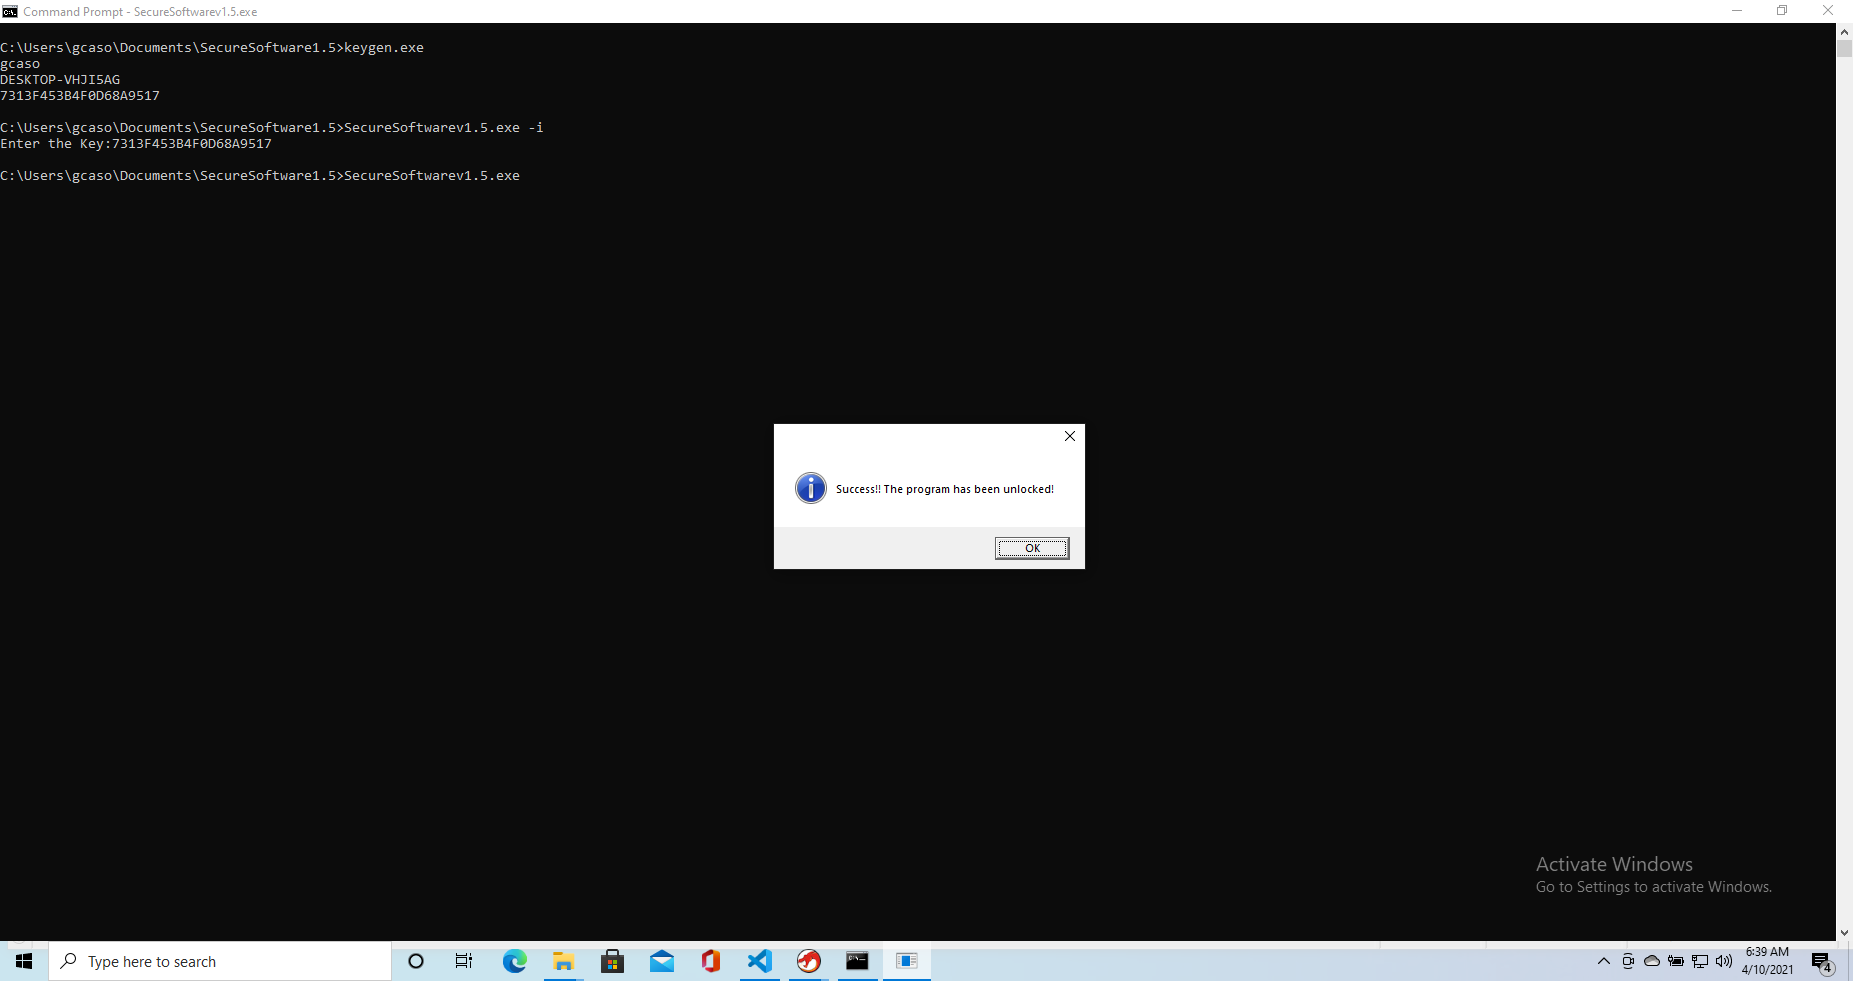 Command Prompt - SecureSoftwarev1.5.exe
C:\Users\gcaso\Documents\SecureSoftware1.5>keygen.exe
gcaso
DESKTOP-VHJI5AG
7313F453B4F0D68A9517
C:\Users\gcaso\Documents\SecureSoftware1.5>SecureSoftwarev1.5.exe -i
Enter the Key:7313F453B4F0D68A9517
C:\Users\gcaso\Documents\SecureSoftware1.5>SecureSoftwarev1.5.exe
Success!! The program has been unlocked!
OK
Activate Windows
Go to Settings to activate Windows.
Type here to search
6:39 AM
4/10/2021
4